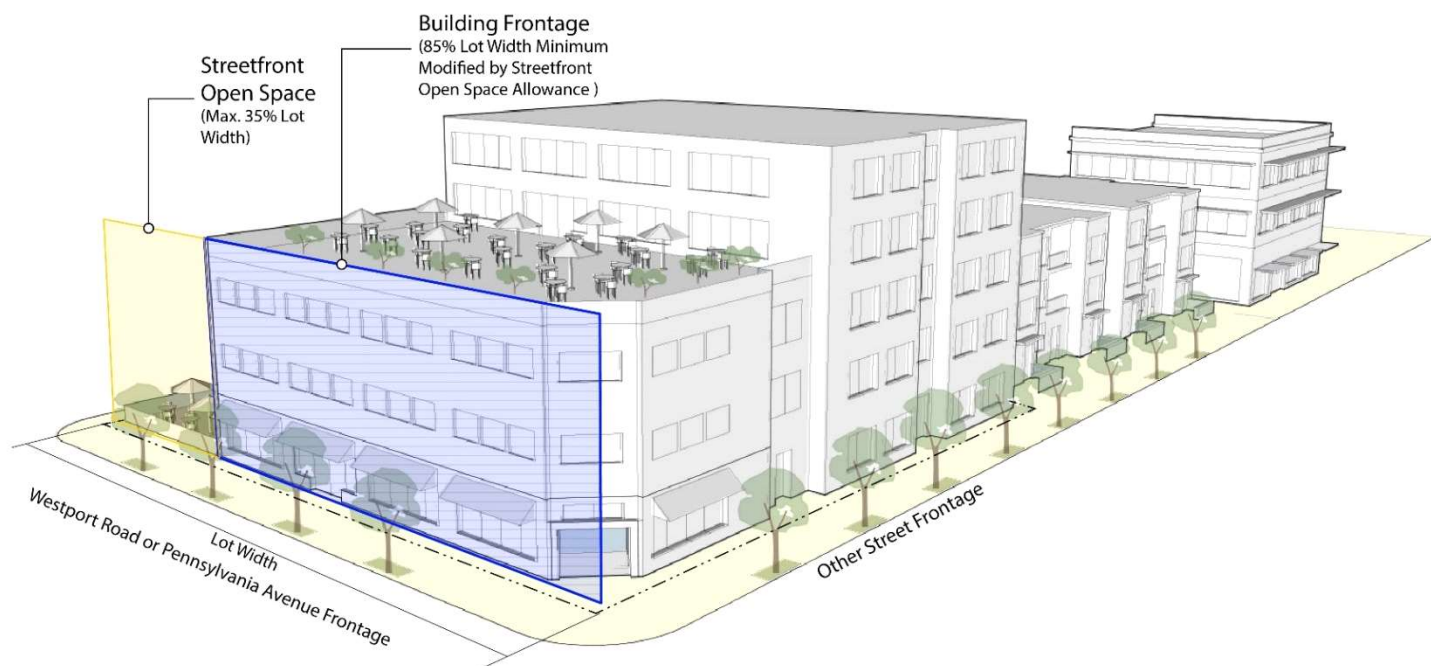 Building Frontage
(85% Lot Width Minimum
Modified by Streetfront
Open Space Allowance )
Streetfront
Open Space
(Max. 35% Lot
Width)
Lot Width
Westport Road or Pennsylvania Avenue Frontage
Other Street Frontage